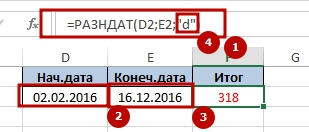 fx =РАЗНДАТ(D2;E2;"d")
4 1
D E F G
Нач.дата Конеч.дата Итог
02.02.2016 16.12.2016 318
2 3